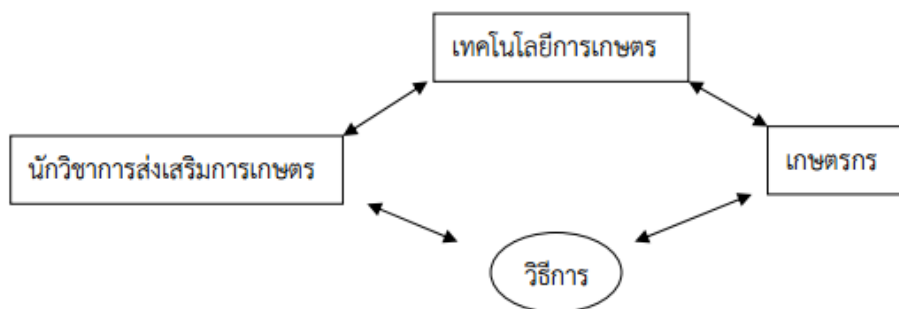 เทคโนโลยีการเกษตร
นักวิชาการส่งเสริมการเกษตร
เกษตรกร
วิธีการ